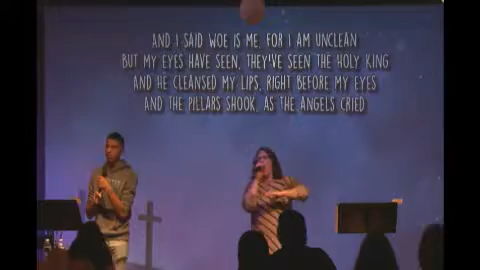 AND I SAID WOE IS ME, FOR I AM UNCLEAN
BUT MY EYES HAVE SEEN, THEY'VE SEEN THE HOLY KING
AND HE CLEANSED MY LIPS, RIGHT BEFORE MY EYES
AND THE PILLARS SHOOK, AS THE ANGELS CRIED